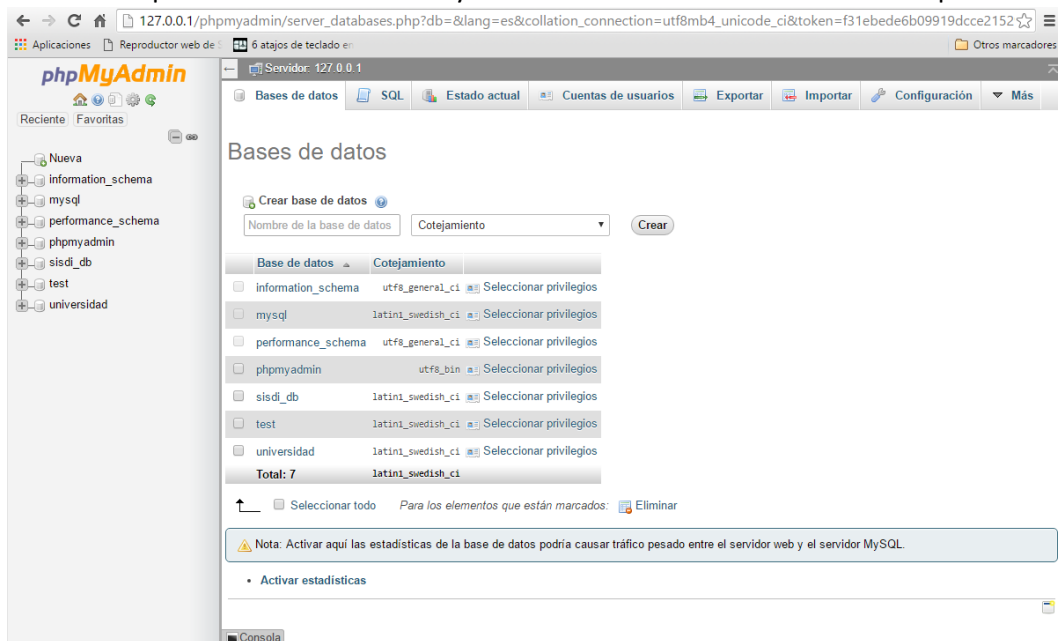 127.0.0.1/phpmyadmin/server_databases.php?db=&lang=es&collation_connection=utf8mb4_unicode_ci&token=f31ebede6b09919dcce2152
Aplicaciones Reproductor web de 6 atajos de teclado en Otros marcadores
phpMyAdmin
Reciente Favoritas
Nueva
information_schema
mysql
performance_schema
phpmyadmin
sisdi_db
test
universidad
Servidor: 127.0.0.1
Bases de datos SQL Estado actual Cuentas de usuarios Exportar Importar Configuración Más
Bases de datos
Crear base de datos
Nombre de la base de datos Cotejamiento Crear
Base de datos Cotejamiento
information_schema utf8_general_ci Seleccionar privilegios
mysql latin1_swedish_ci Seleccionar privilegios
performance_schema utf8_general_ci Seleccionar privilegios
phpmyadmin utf8_bin Seleccionar privilegios
sisdi_db latin1_swedish_ci Seleccionar privilegios
test latin1_swedish_ci Seleccionar privilegios
universidad latin1_swedish_ci Seleccionar privilegios
Total: 7 latin1_swedish_ci
Seleccionar todo Para los elementos que están marcados: Eliminar
Nota: Activar aquí las estadísticas de la base de datos podría causar tráfico pesado entre el servidor web y el servidor MySQL.
• Activar estadísticas
Consola